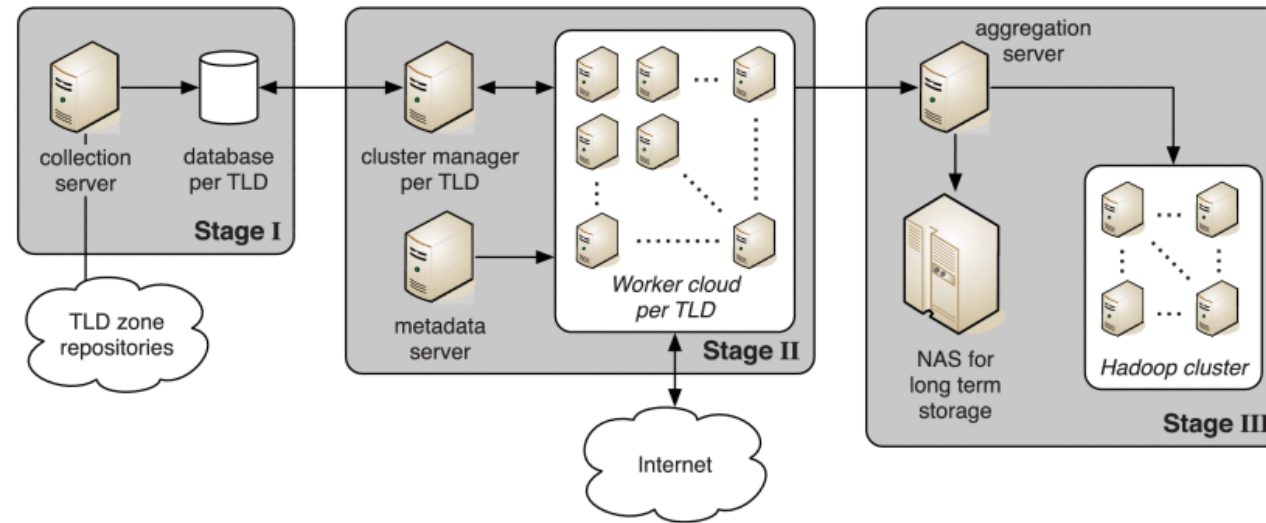 collection
server
database
per TLD
Stage I
TLD zone
repositories
cluster manager
per TLD
metadata
server
Worker cloud
per TLD
Stage II
Internet
aggregation
server
NAS for
long term
storage
Hadoop cluster
Stage III